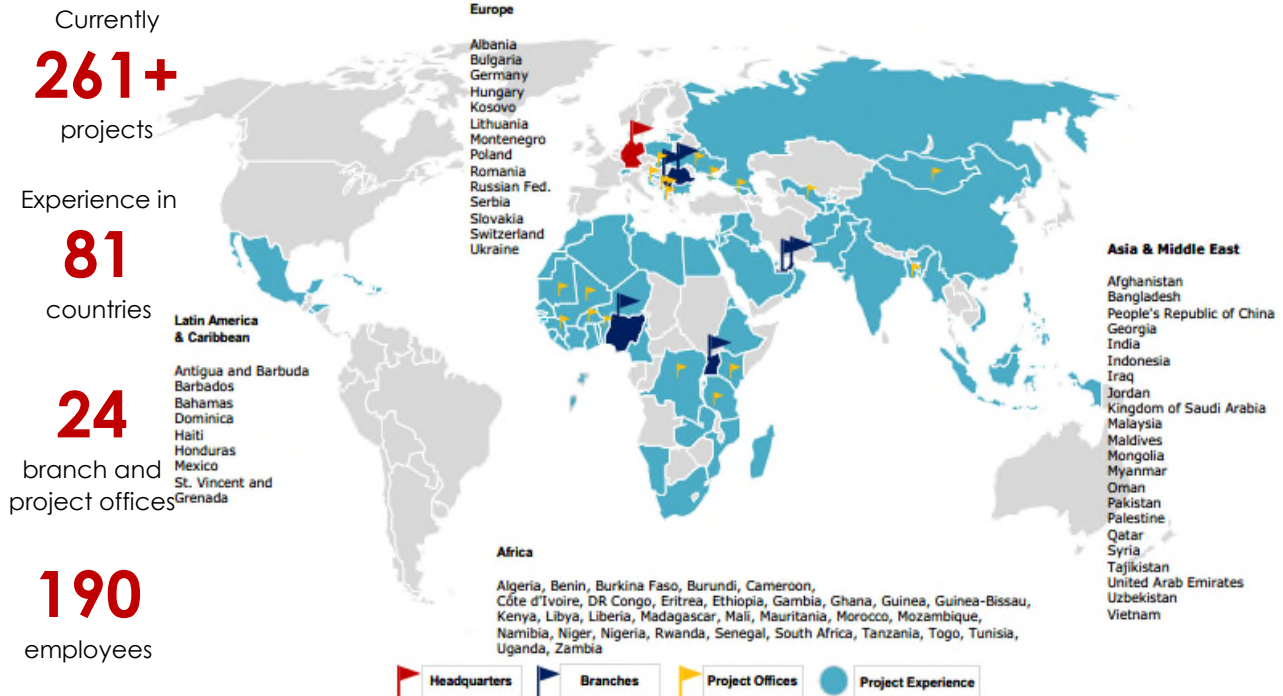 Currently
261+
projects
Experience in
81
countries
24
branch and
project offices
190
employees
Europe
Albania
Bulgaria
Germany
Hungary
Kosovo
Lithuania
Montenegro
Poland
Romania
Russian Fed.
Serbia
Slovakia
Switzerland
Ukraine
Latin America
& Caribbean
Antigua and Barbuda
Barbados
Bahamas
Dominica
Haiti
Honduras
Mexico
St. Vincent and
Grenada
Asia & Middle East
Afghanistan
Bangladesh
People's Republic of China
Georgia
India
Indonesia
Iraq
Jordan
Kingdom of Saudi Arabia
Malaysia
Maldives
Mongolia
Myanmar
Oman
Pakistan
Palestine
Qatar
Syria
Tajikistan
United Arab Emirates
Uzbekistan
Vietnam
Africa
Algeria, Benin, Burkina Faso, Burundi, Cameroon,
Côte d'Ivoire, DR Congo, Eritrea, Ethiopia, Gambia, Ghana, Guinea, Guinea-Bissau,
Kenya, Libya, Liberia, Madagascar, Mali, Mauritania, Morocco, Mozambique,
Namibia, Niger, Nigeria, Rwanda, Senegal, South Africa, Tanzania, Togo, Tunisia,
Uganda, Zambia
Headquarters
Branches
Project Offices
Project Experience